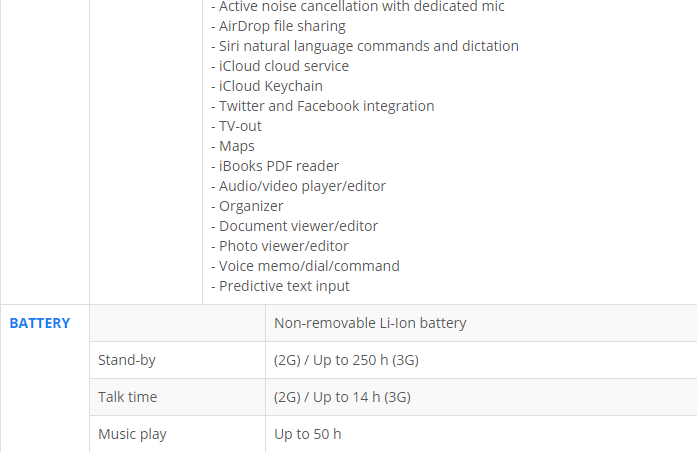 - Active noise cancellation with dedicated mic
- AirDrop file sharing
- Siri natural language commands and dictation
- iCloud cloud service
- iCloud Keychain
- Twitter and Facebook integration
- TV-out
- Maps
- iBooks PDF reader
- Audio/video player/editor
- Organizer
- Document viewer/editor
- Photo viewer/editor
- Voice memo/dial/command
- Predictive text input
BATTERY Non-removable Li-Ion battery
Stand-by (2G) / Up to 250 h (3G)
Talk time (2G) / Up to 14 h (3G)
Music play Up to 50 h